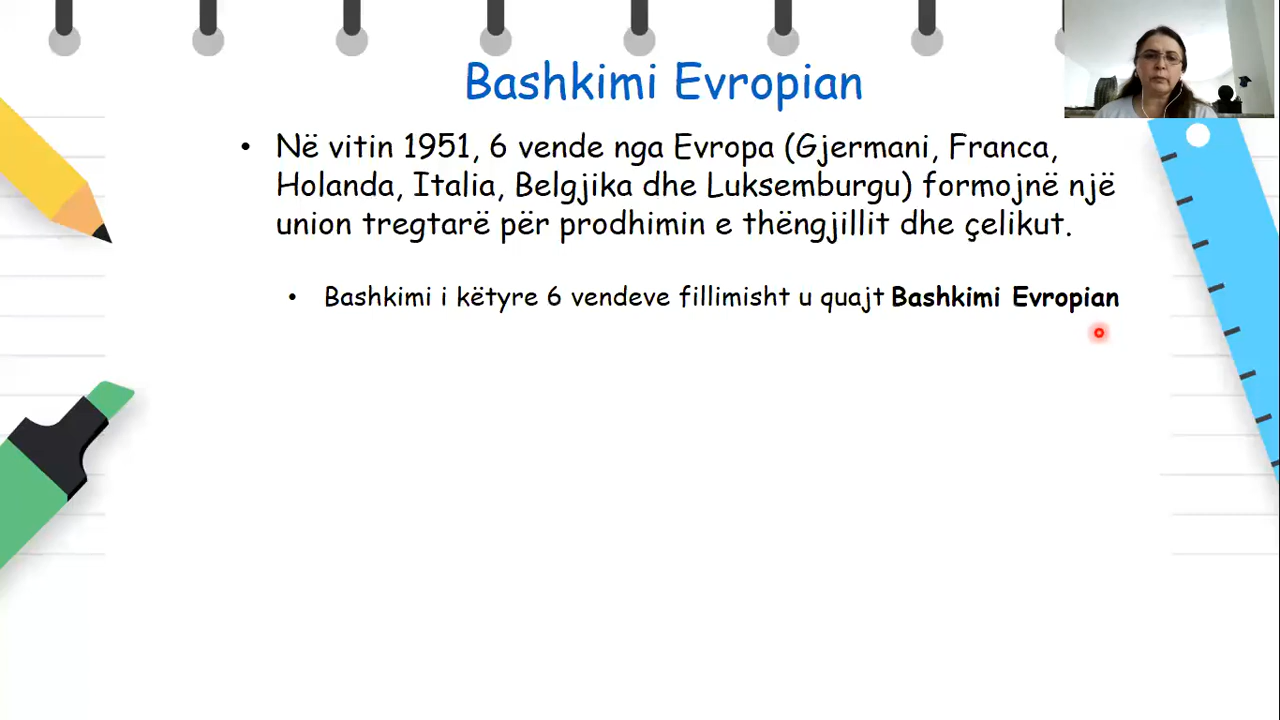 Bashkimi Evropian
• Në vitin 1951, 6 vende nga Evropa (Gjermani, Franca,
Holanda, Italia, Belgjika dhe Luksemburgu) formojnë një
union tregtarë për prodhimin e thëngjillit dhe çelikut.
• Bashkimi i këtyre 6 vendeve fillimisht u quajt Bashkimi Evropian